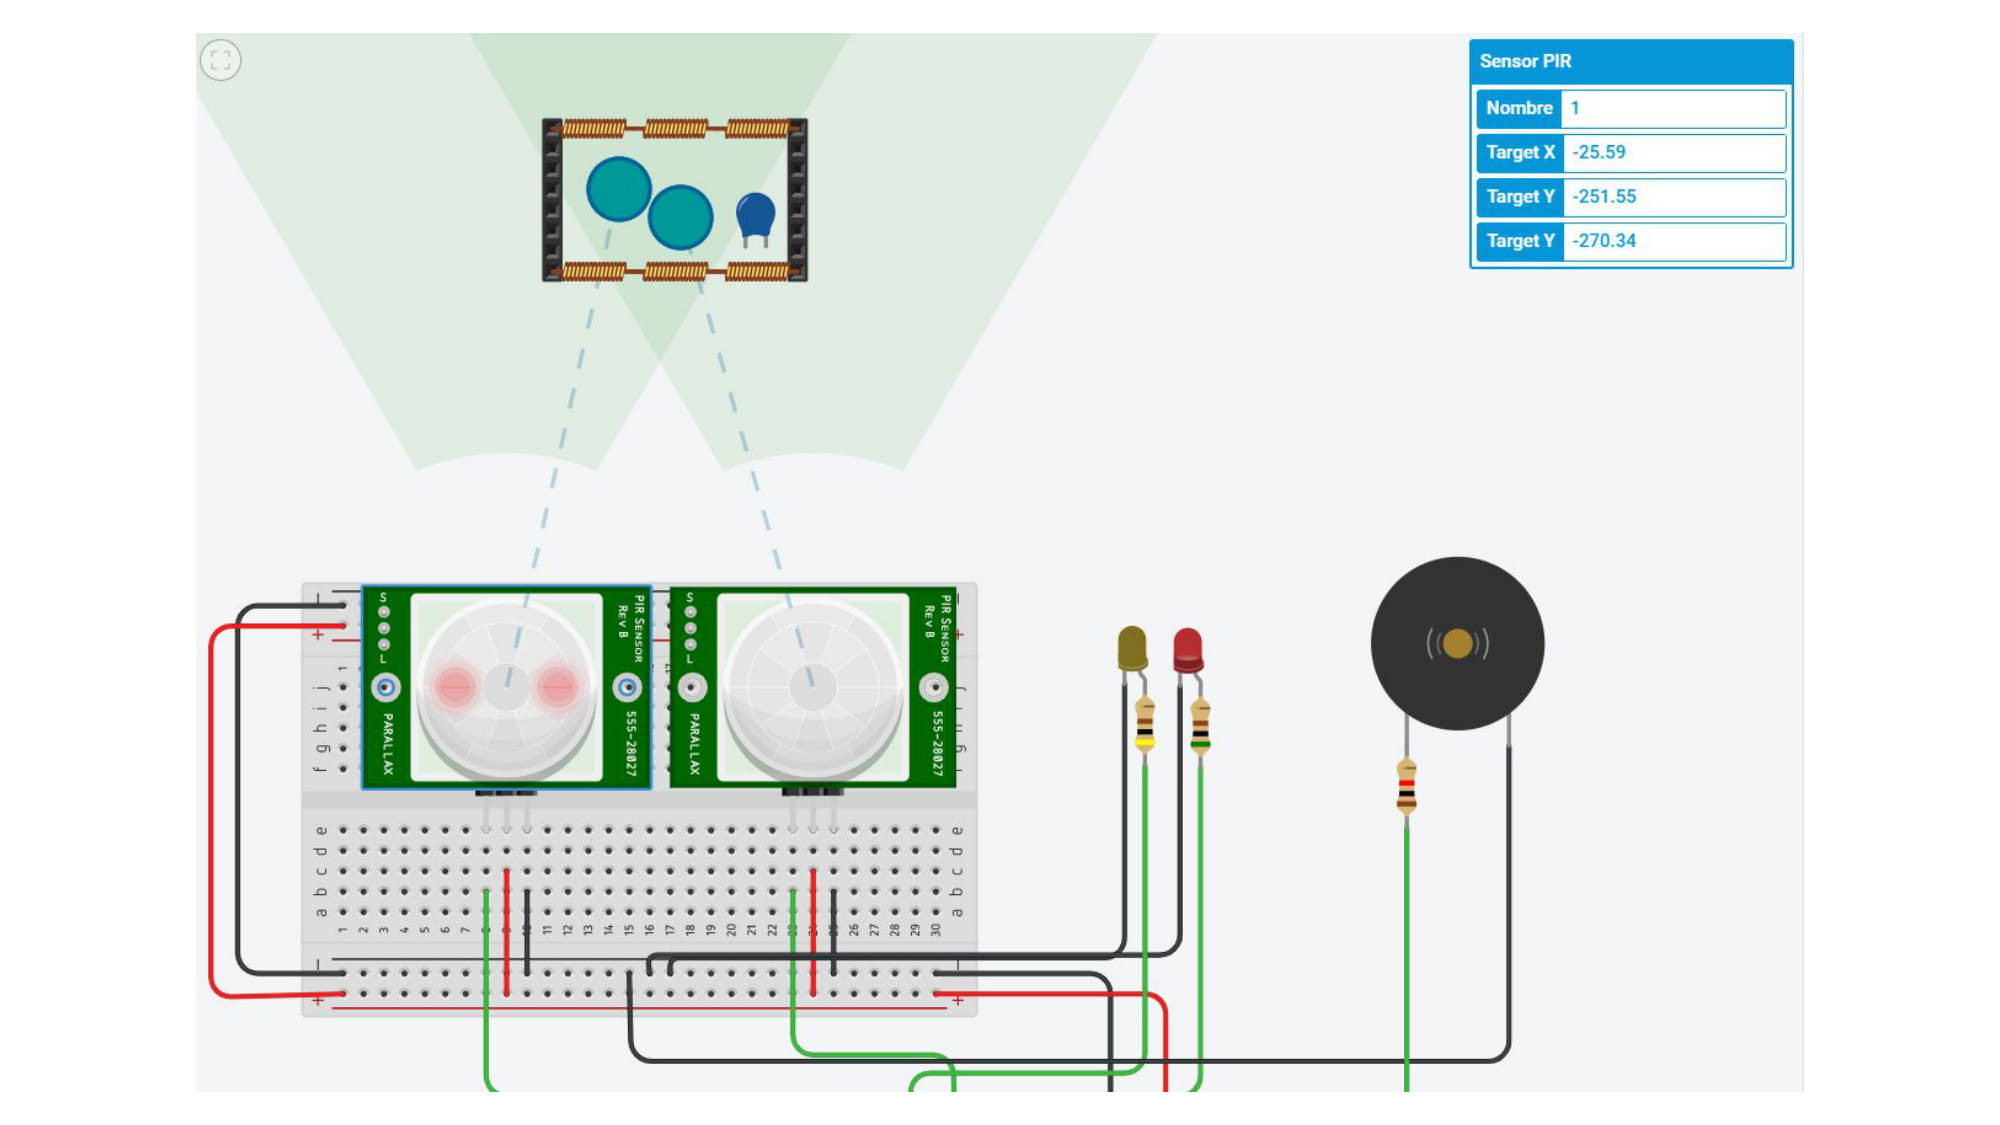 Sensor PIR
Nombre 1
Target X -25.59
Target Y -251.55
Target Y -270.34
S
L
PIR SENSOR
REV B
PARALLAX
555-28027
S
L
PIR SENSOR
REV B
PARALLAX
555-28027
- -
+ +
1
j j
i i
h h
g g
f f
e e
d d
c c
b b
a a
1 2 3 4 5 6 7 8 9 10 11 12 13 14 15 16 17 18 19 20 21 22 23 24 25 26 27 28 29 30
- -
+ +